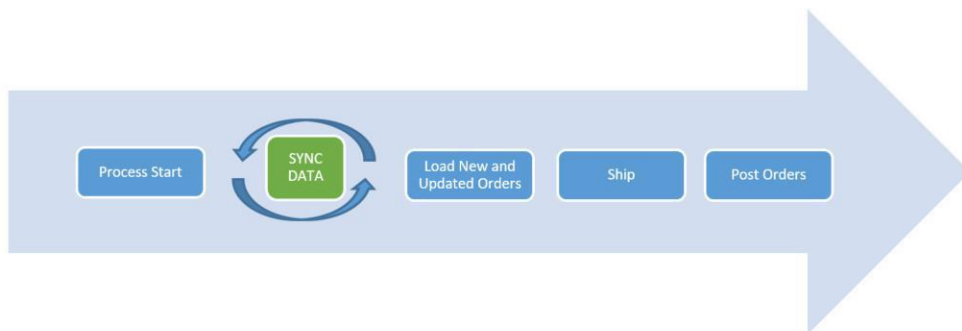 Process Start
SYNC
DATA
Load New and
Updated Orders
Ship
Post Orders